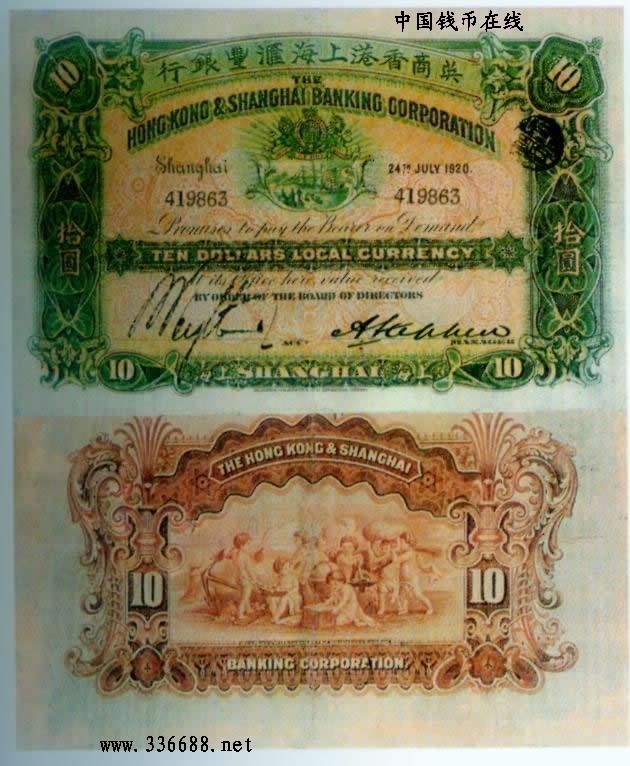 中国钱币在线
10 行銀豐滙海上港香商英 10
THE
HONGKONG & SHANGHAI BANKING CORPORATION
Shanghai 24TH JULY 1920.
419863 419863
Promises to pay the Bearer on Demand
拾圓 拾圓
TEN DOLLARS LOCAL CURRENCY
at its Office here, value received
BY ORDER OF THE BOARD OF DIRECTORS
10 SHANGHAI 10
THE HONG KONG & SHANGHAI
10 10
BANKING CORPORATION
www.336688.net